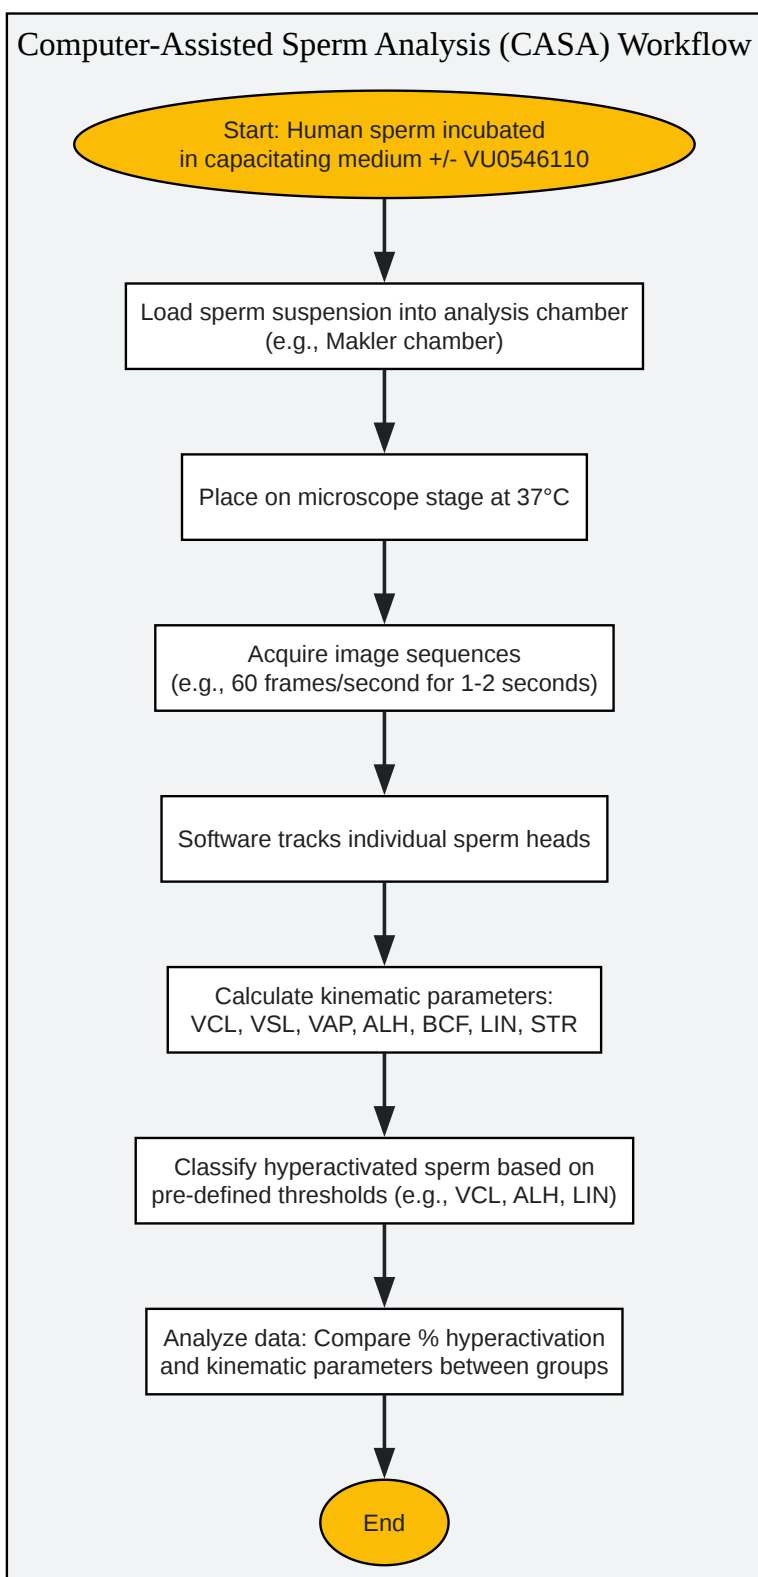 Computer-Assisted Sperm Analysis (CASA) Workflow
Start: Human sperm incubated
in capacitating medium +/- VU0546110
Load sperm suspension into analysis chamber
(e.g., Makler chamber)
Place on microscope stage at 37°C
Acquire image sequences
(e.g., 60 frames/second for 1-2 seconds)
Software tracks individual sperm heads
Calculate kinematic parameters:
VCL, VSL, VAP, ALH, BCF, LIN, STR
Classify hyperactivated sperm based on
pre-defined thresholds (e.g., VCL, ALH, LIN)
Analyze data: Compare % hyperactivation
and kinematic parameters between groups
End